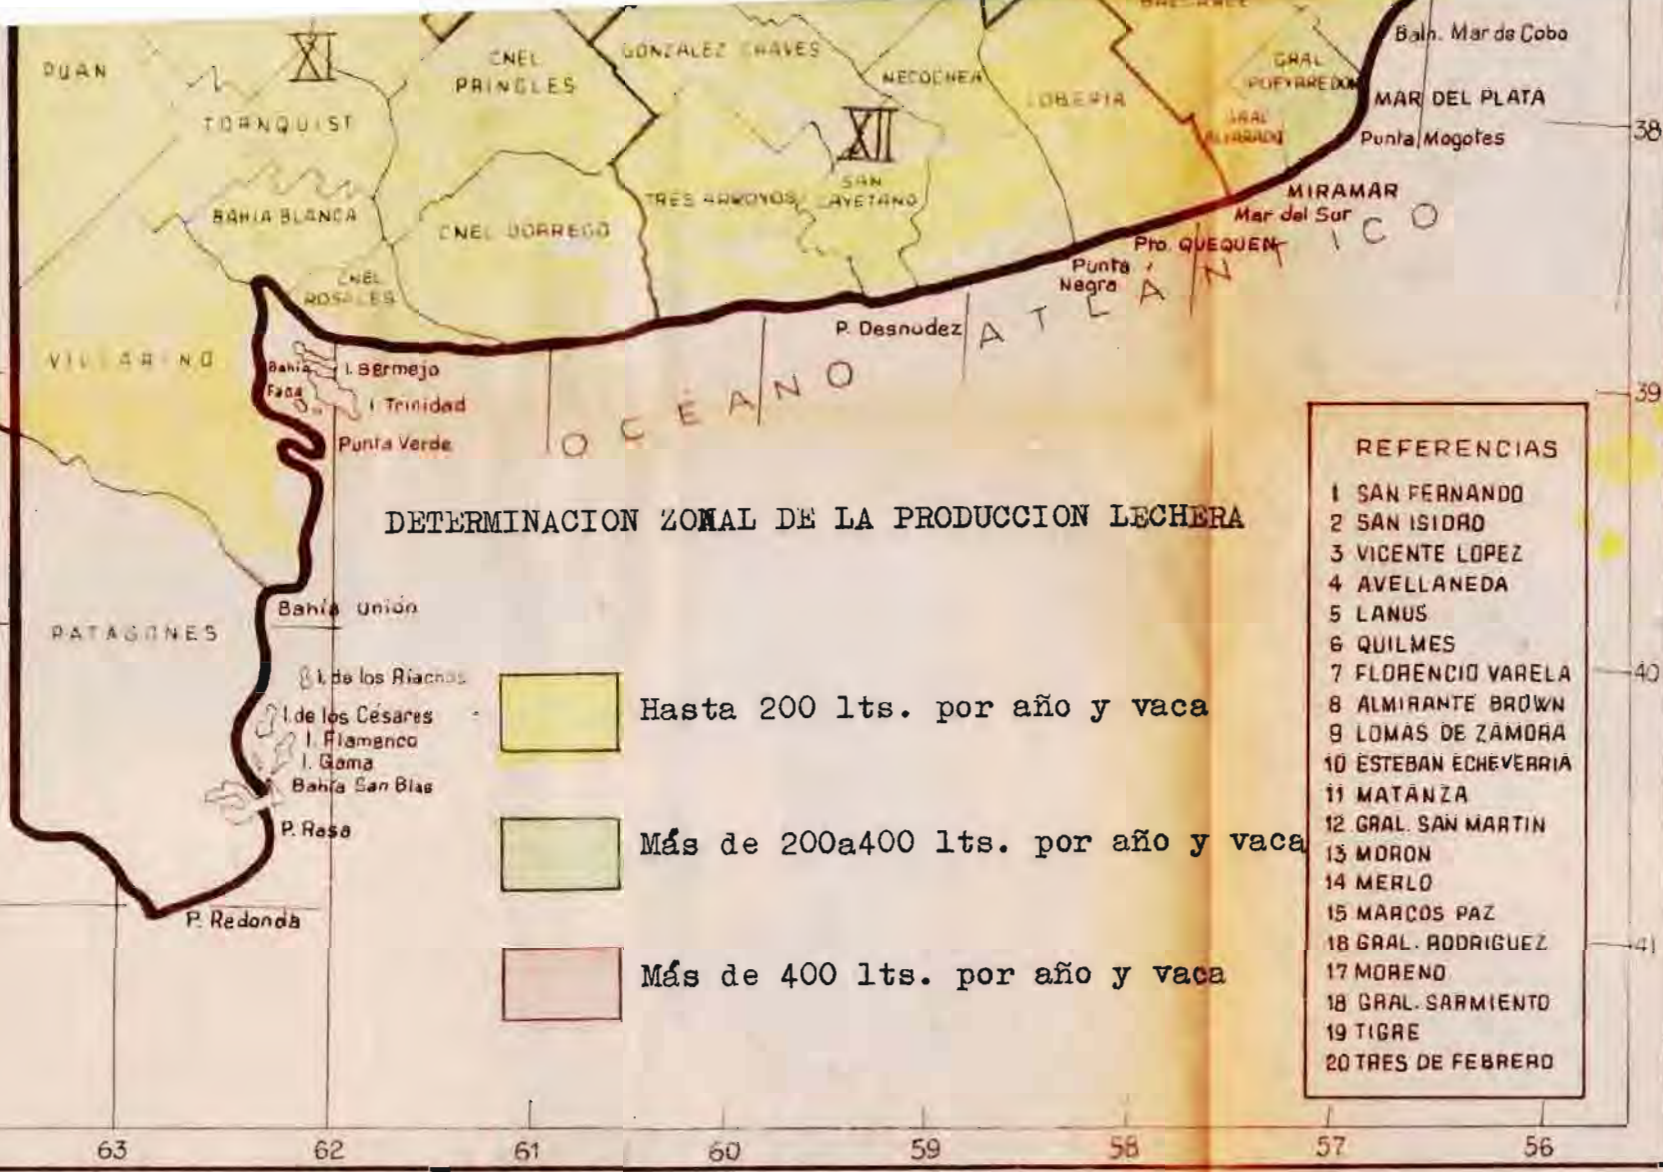 BALCARCE
Baln. Mar de Cobo
XI
PUAN
CNEL
PRINGLES
GONZALEZ CHAVES
NECOCHEA
GRAL
PUEYRREDON
LOBERIA
MAR DEL PLATA
TORNQUIST
XII
GRAL
ALVARADO
Punta Mogotes
38
SAN
CAYETANO
TRES ARROYOS
MIRAMAR
BAHIA BLANCA
Mar del Sur
CNEL DORREGO
Pto. QUEQUEN
Punta
Negra
CNEL
ROSALES
OCÉANO ATLÁNTICO
P. Desnudez
VILLARINO
Bahía
I. Bermejo
I. Trinidad
39
Punta Verde
DETERMINACION ZONAL DE LA PRODUCCION LECHERA
Bahía Unión
PATAGONES
I. de los Riachos
40
I. de los Césares
I. Flamenco
I. Gama
Bahía San Blas
P. Rasa
P. Redonda
41
Hasta 200 lts. por año y vaca
Más de 200a400 lts. por año y vaca
Más de 400 lts. por año y vaca
REFERENCIAS
1 SAN FERNANDO
2 SAN ISIDRO
3 VICENTE LOPEZ
4 AVELLANEDA
5 LANUS
6 QUILMES
7 FLORENCIO VARELA
8 ALMIRANTE BROWN
9 LOMAS DE ZAMORA
10 ESTEBAN ECHEVERRIA
11 MATANZA
12 GRAL. SAN MARTIN
13 MORON
14 MERLO
15 MARCOS PAZ
18 GRAL. RODRIGUEZ
17 MORENO
18 GRAL. SARMIENTO
19 TIGRE
20 TRES DE FEBRERO
63
62
61
60
59
58
57
56